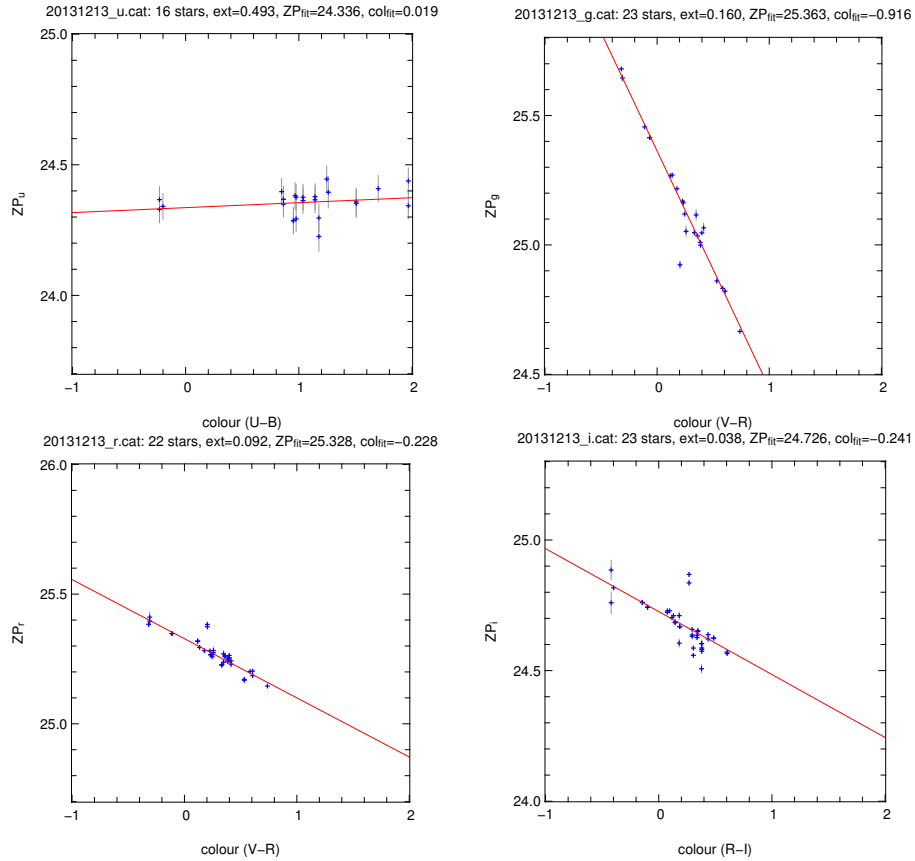 20131213_u.cat: 16 stars, ext=0.493, ZPfit=24.336, colfit=0.019
25.0
24.5
24.0
ZPu
−1
0
1
2
colour (U−B)
20131213_g.cat: 23 stars, ext=0.160, ZPfit=25.363, colfit=−0.916
25.5
25.0
24.5
ZPg
−1
0
1
2
colour (V−R)
20131213_r.cat: 22 stars, ext=0.092, ZPfit=25.328, colfit=−0.228
26.0
25.5
25.0
ZPr
−1
0
1
2
colour (V−R)
20131213_i.cat: 23 stars, ext=0.038, ZPfit=24.726, colfit=−0.241
25.0
24.5
24.0
ZPi
−1
0
1
2
colour (R−I)